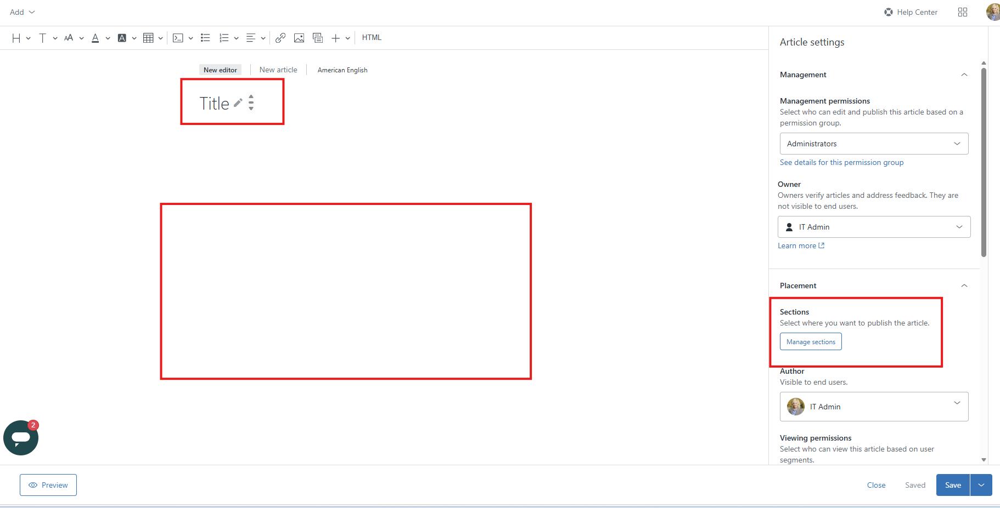 Add
Help Center
HTML
New editor
New article
American English
Title
Article settings
Management
Management permissions
Select who can edit and publish this article based on a
permission group.
Administrators
See details for this permission group
Owner
Owners verify articles and address feedback. They are
not visible to end users.
IT Admin
Learn more
Placement
Sections
Select where you want to publish the article.
Manage sections
Author
Visible to end users.
IT Admin
Viewing permissions
Select who can view this article based on user
segments.
2
Preview
Close
Saved
Save